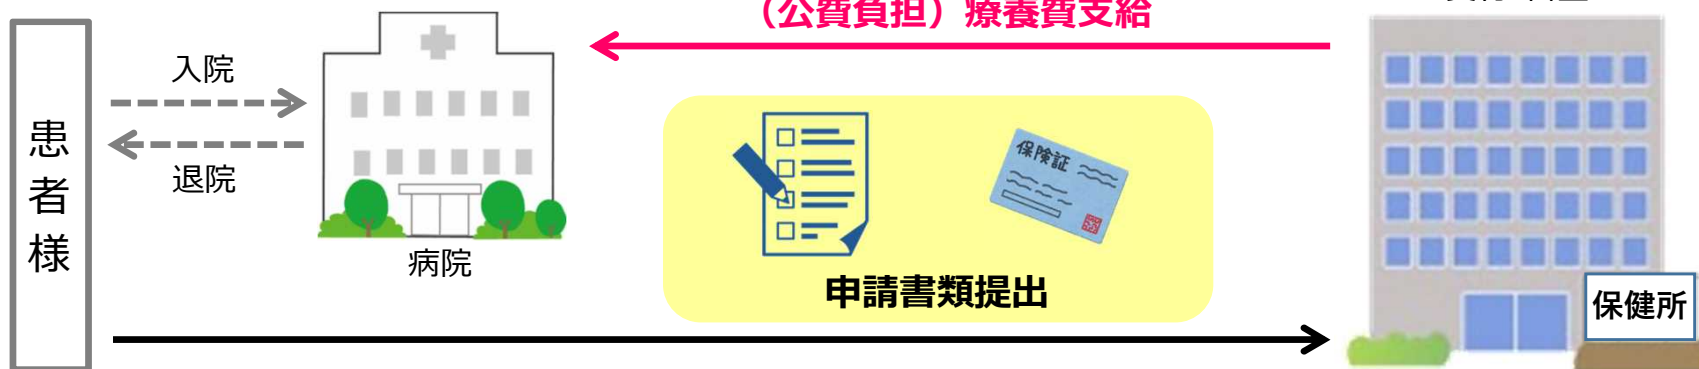 （公費負担）療養費支給
入院
退院
患者様
病院
保険証
申請書類提出
保健所